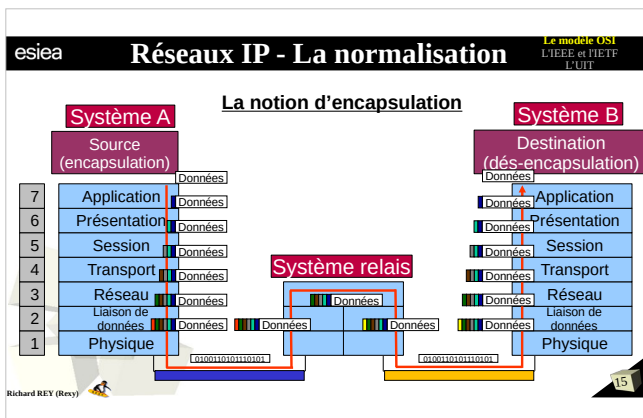 esiea
Réseaux IP - La normalisation
Le modèle OSI
L'IEEE et l'IETF
L'UIT
La notion d'encapsulation
Système A
Système B
Source
(encapsulation)
Destination
(dés-encapsulation)
Données
Données
7
Application
Données
Données
Application
6
Présentation
Données
Données
Présentation
5
Session
Données
Données
Session
4
Transport
Données
Système relais
Données
Transport
3
Réseau
Données
Données
Données
Réseau
2
Liaison de
données
Données
Données
Données
Données
Liaison de
données
1
Physique
Physique
0100110101110101
0100110101110101
Richard REY (Rexy)
15